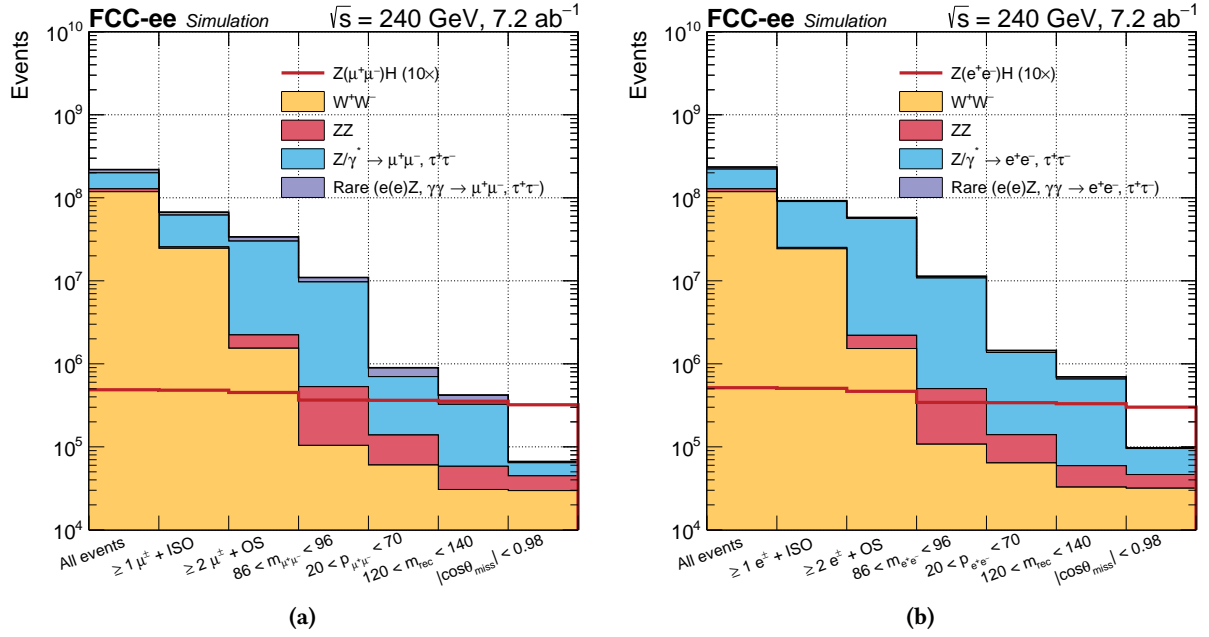 FCC-ee Simulation √s = 240 GeV, 7.2 ab⁻¹
Events
10¹⁰
10⁹
10⁸
10⁷
10⁶
10⁵
10⁴
Z(μ⁺μ⁻)H (10×)
W⁺W⁻
ZZ
Z/γ* → μ⁺μ⁻, τ⁺τ⁻
Rare (e(e)Z, γγ → μ⁺μ⁻, τ⁺τ⁻)
All events
≥ 1 μ± + ISO
≥ 2 μ± + OS
86 < m_μ⁺μ⁻ < 96
20 < p_μ⁺μ⁻ < 70
120 < m_rec < 140
|cosθ_miss| < 0.98
(a)
FCC-ee Simulation √s = 240 GeV, 7.2 ab⁻¹
Events
10¹⁰
10⁹
10⁸
10⁷
10⁶
10⁵
10⁴
Z(e⁺e⁻)H (10×)
W⁺W⁻
ZZ
Z/γ* → e⁺e⁻, τ⁺τ⁻
Rare (e(e)Z, γγ → e⁺e⁻, τ⁺τ⁻)
All events
≥ 1 e± + ISO
≥ 2 e± + OS
86 < m_e⁺e⁻ < 96
20 < p_e⁺e⁻ < 70
120 < m_rec < 140
|cosθ_miss| < 0.98
(b)